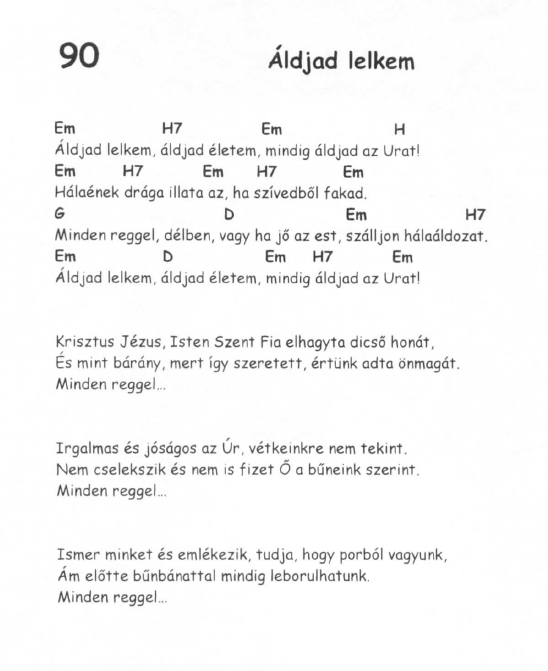 90 Áldjad lelkem
Em H7 Em H
Áldjad lelkem, áldjad életem, mindig áldjad az Urat!
Em H7 Em H7 Em
Hálaének drága illata az, ha szívedből fakad.
G D Em H7
Minden reggel, délben, vagy ha jő az est, szálljon hálaáldozat.
Em D Em H7 Em
Áldjad lelkem, áldjad életem, mindig áldjad az Urat!
Krisztus Jézus, Isten Szent Fia elhagyta dicső honát,
És mint bárány, mert így szeretett, értünk adta önmagát.
Minden reggel...
Irgalmas és jóságos az Úr, vétkeinkre nem tekint.
Nem cselekszik és nem is fizet Ő a bűneink szerint.
Minden reggel...
Ismer minket és emlékezik, tudja, hogy porból vagyunk,
Ám előtte bűnbánattal mindig leborulhatunk.
Minden reggel...